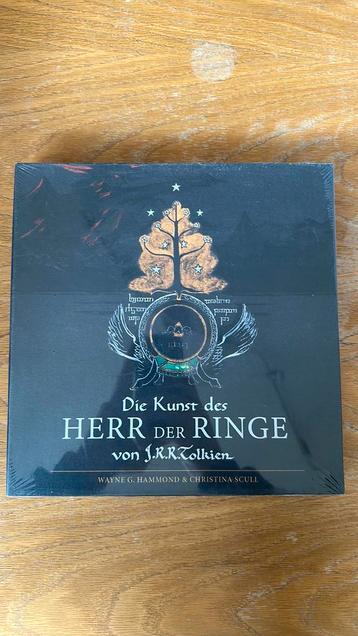 Die Kunst des
HERR DER RINGE
von J.R.R. Tolkien
WAYNE G. HAMMOND & CHRISTINA SCULL